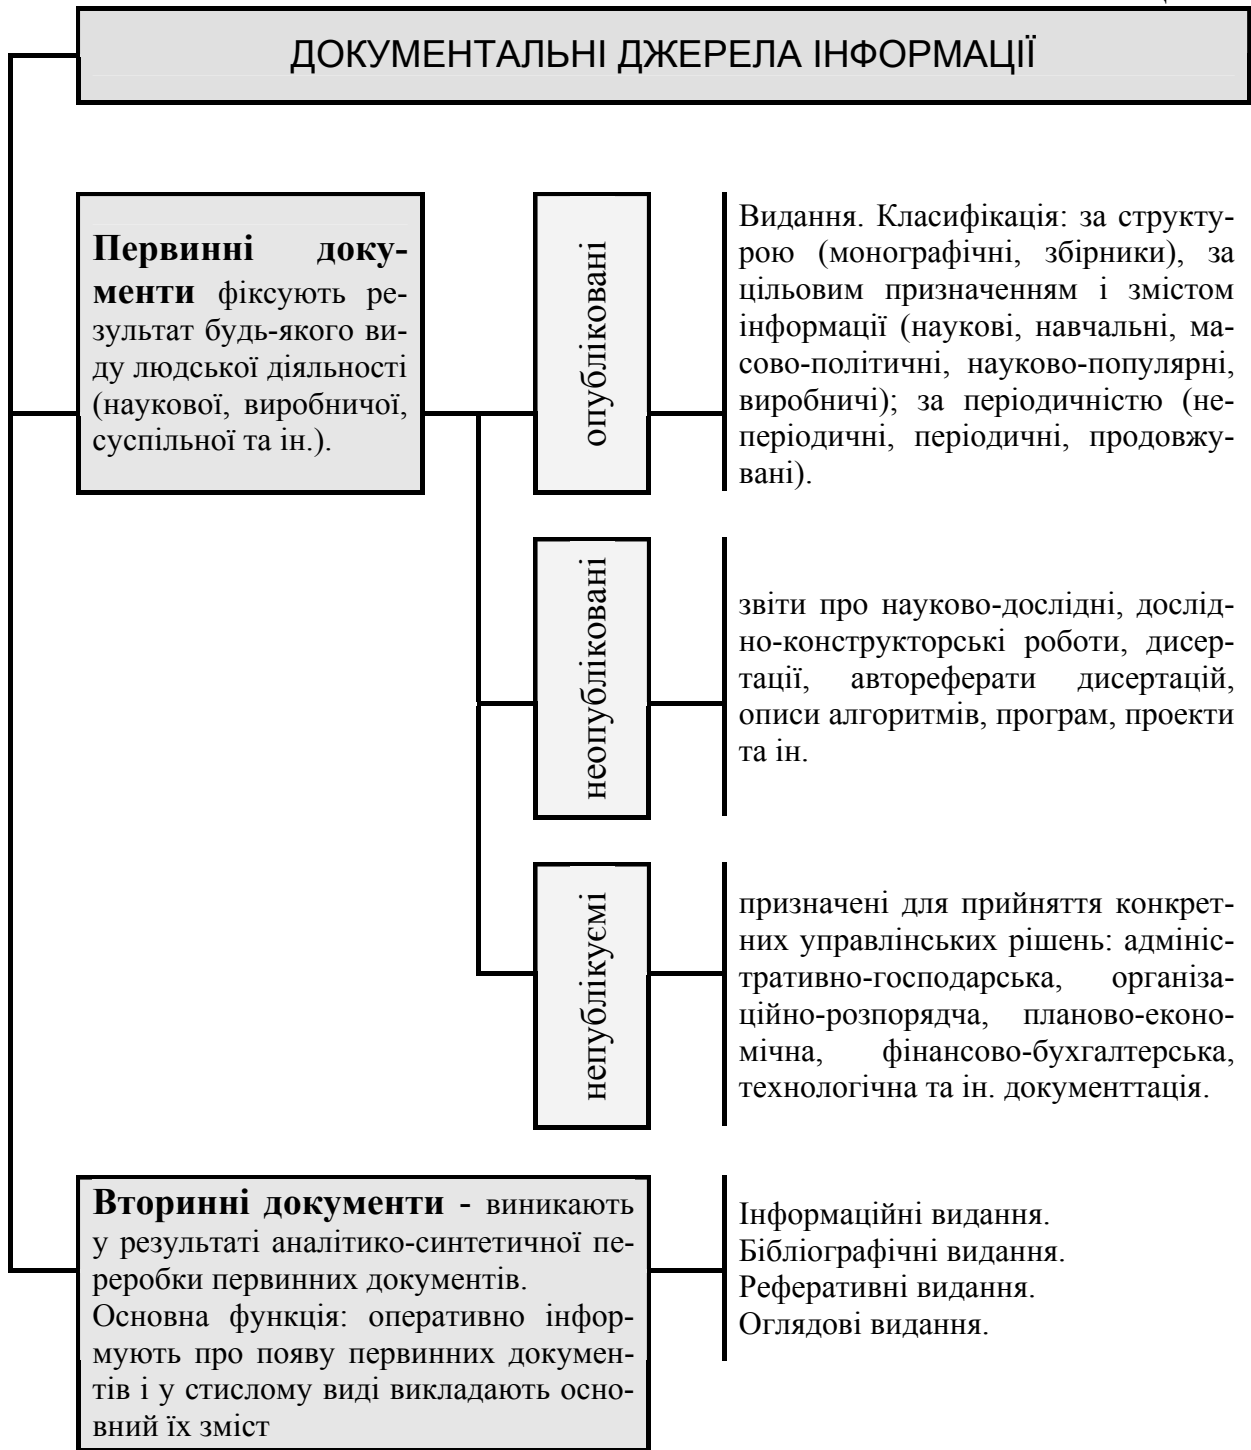 ДОКУМЕНТАЛЬНІ ДЖЕРЕЛА ІНФОРМАЦІЇ
Первинні доку-
менти фіксують ре-
зультат будь-якого ви-
ду людської діяльності
(наукової, виробничої,
суспільної та ін.).
опубліковані
Видання. Класифікація: за структу-
рою (монографічні, збірники), за
цільовим призначенням і змістом
інформації (наукові, навчальні, ма-
сово-політичні, науково-популярні,
виробничі); за періодичністю (не-
періодичні, періодичні, продовжу-
вані).
неопубліковані
звіти про науково-дослідні, дослід-
но-конструкторські роботи, дисер-
тації, автореферати дисертацій,
описи алгоритмів, програм, проекти
та ін.
непублікуємі
призначені для прийняття конкрет-
них управлінських рішень: адмініс-
тративно-господарська, організа-
ційно-розпорядча, планово-еконо-
мічна, фінансово-бухгалтерська,
технологічна та ін. документтація.
Вторинні документи - виникають
у результаті аналітико-синтетичної пе-
реробки первинних документів.
Основна функція: оперативно інфор-
мують про появу первинних докумен-
тів і у стислому виді викладають осно-
вний їх зміст
Інформаційні видання.
Бібліографічні видання.
Реферативні видання.
Оглядові видання.